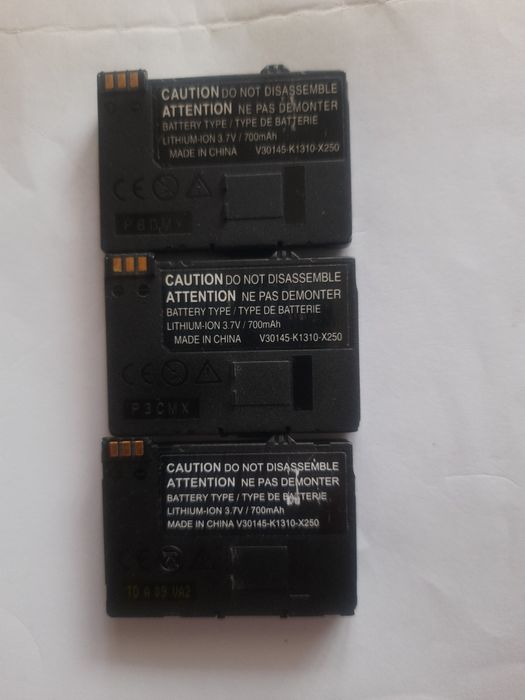 CAUTION DO NOT DISASSEMBLE
ATTENTION NE PAS DEMONTER
BATTERY TYPE / TYPE DE BATTERIE
LITHIUM-ION 3.7V / 700mAh
MADE IN CHINA V30145-K1310-X250
CE
CAUTION DO NOT DISASSEMBLE
ATTENTION NE PAS DEMONTER
BATTERY TYPE / TYPE DE BATTERIE
LITHIUM-ION 3.7V / 700mAh
MADE IN CHINA V30145-K1310-X250
CE
P3CMX
CAUTION DO NOT DISASSEMBLE
ATTENTION NE PAS DEMONTER
BATTERY TYPE / TYPE DE BATTERIE
LITHIUM-ION 3.7V / 700mAh
MADE IN CHINA V30145-K1310-X250
CE